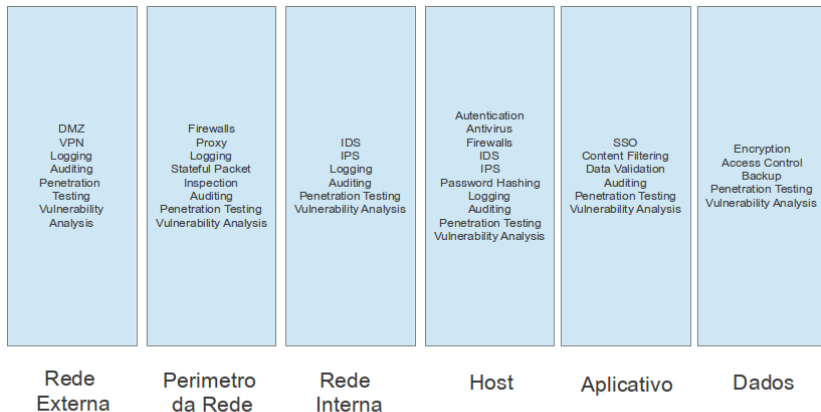 DMZ
VPN
Logging
Auditing
Penetration
Testing
Vulnerability
Analysis
Firewalls
Proxy
Logging
Stateful Packet
Inspection
Auditing
Penetration Testing
Vulnerability Analysis
IDS
IPS
Logging
Auditing
Penetration Testing
Vulnerability Analysis
Autentication
Antivirus
Firewalls
IDS
IPS
Password Hashing
Logging
Auditing
Penetration Testing
Vulnerability Analysis
SSO
Content Filtering
Data Validation
Auditing
Penetration Testing
Vulnerability Analysis
Encryption
Access Control
Backup
Penetration Testing
Vulnerability Analysis
Rede
Externa
Perimetro
da Rede
Rede
Interna
Host
Aplicativo
Dados